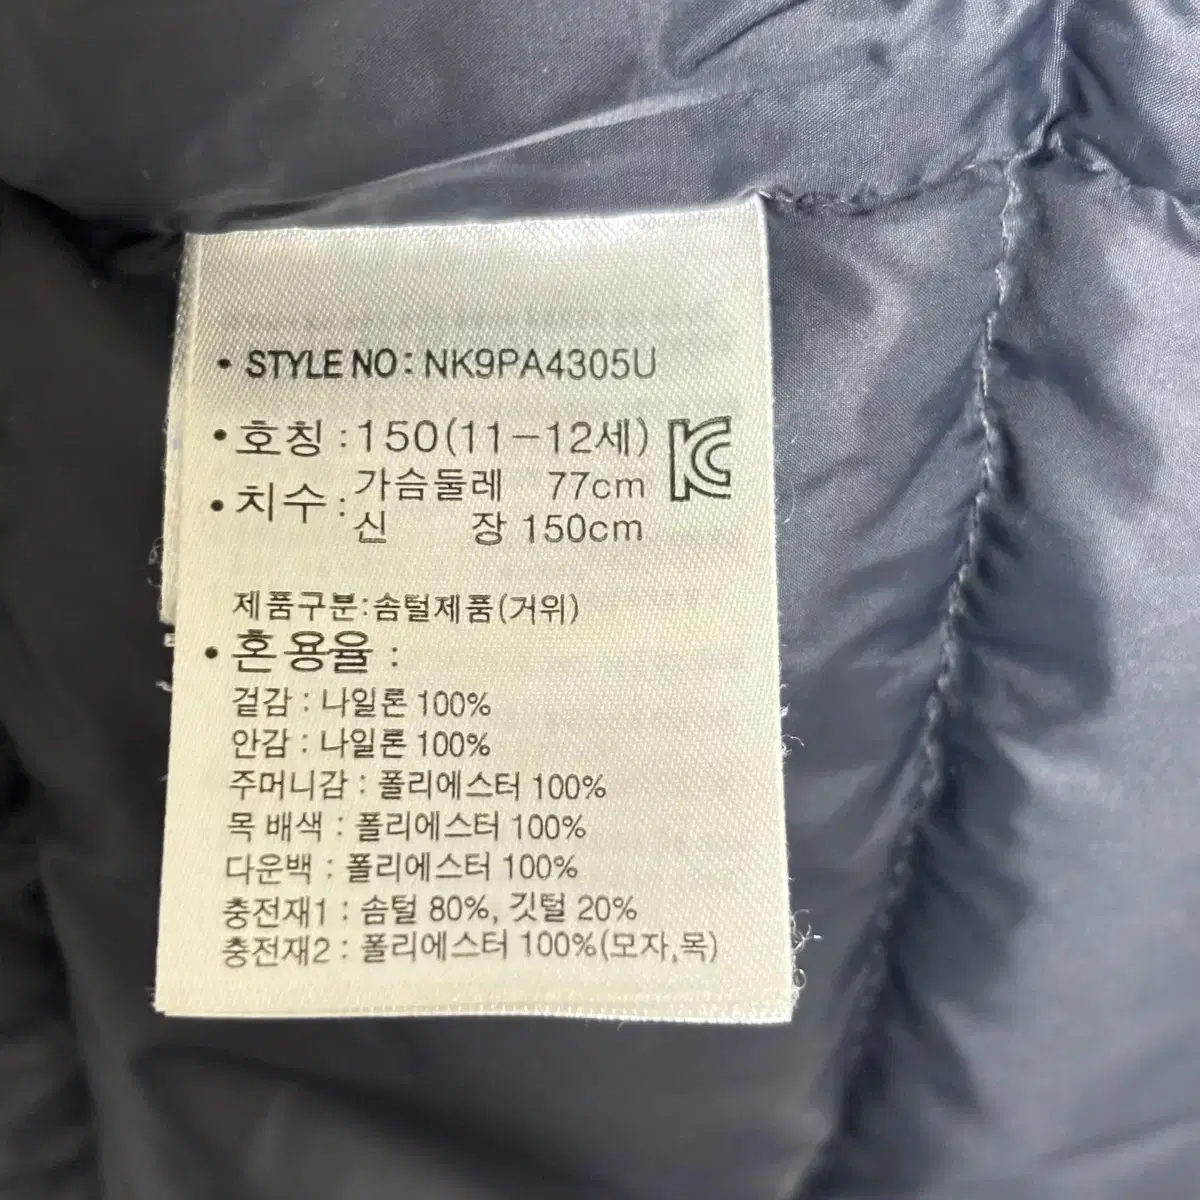 • STYLE NO : NK9PA4305U
• 호칭 : 150(11-12세)
• 치수 : 가슴둘레 77cm
신 장 150cm
제품구분:솜털제품(거위)
• 혼용율 :
겉감 : 나일론 100%
안감 : 나일론 100%
주머니감 : 폴리에스터 100%
목 배색 : 폴리에스터 100%
다운백 : 폴리에스터 100%
충전재1 : 솜털 80%, 깃털 20%
충전재2 : 폴리에스터 100%(모자,목)